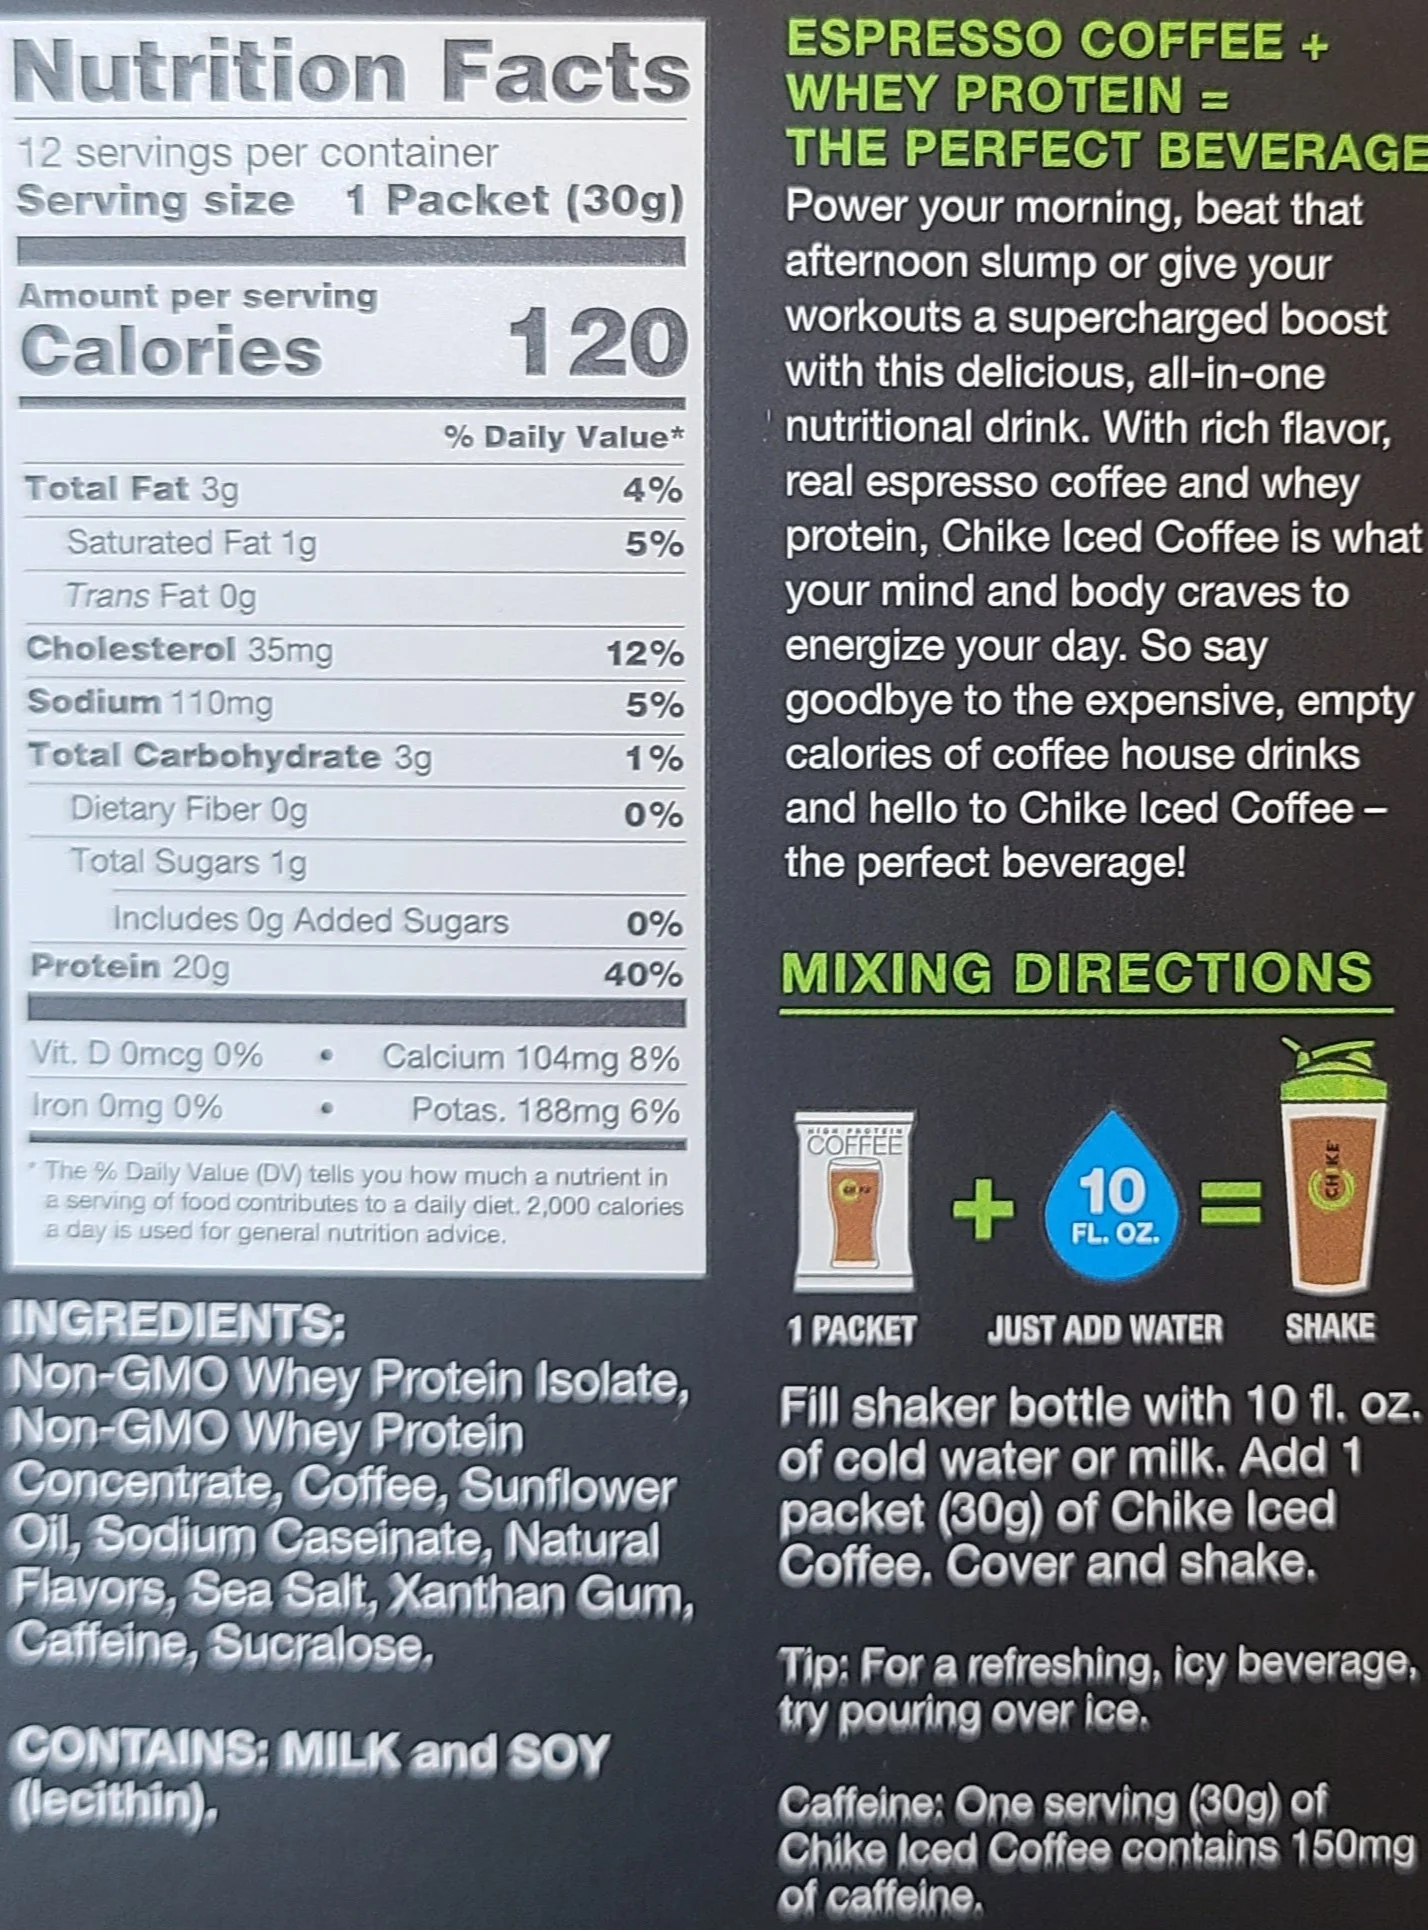 Nutrition Facts
12 servings per container
Serving size 1 Packet (30g)
Amount per serving
Calories 120
% Daily Value*
Total Fat 3g 4%
Saturated Fat 1g 5%
Trans Fat 0g
Cholesterol 35mg 12%
Sodium 110mg 5%
Total Carbohydrate 3g 1%
Dietary Fiber 0g 0%
Total Sugars 1g
Includes 0g Added Sugars 0%
Protein 20g 40%
Vit. D 0mcg 0% • Calcium 104mg 8%
Iron 0mg 0% • Potas. 188mg 6%
* The % Daily Value (DV) tells you how much a nutrient in
a serving of food contributes to a daily diet. 2,000 calories
a day is used for general nutrition advice.
INGREDIENTS:
Non-GMO Whey Protein Isolate,
Non-GMO Whey Protein
Concentrate, Coffee, Sunflower
Oil, Sodium Caseinate, Natural
Flavors, Sea Salt, Xanthan Gum,
Caffeine, Sucralose.
CONTAINS: MILK and SOY
(lecithin).
ESPRESSO COFFEE +
WHEY PROTEIN =
THE PERFECT BEVERAGE
Power your morning, beat that
afternoon slump or give your
workouts a supercharged boost
with this delicious, all-in-one
nutritional drink. With rich flavor,
real espresso coffee and whey
protein, Chike Iced Coffee is what
your mind and body craves to
energize your day. So say
goodbye to the expensive, empty
calories of coffee house drinks
and hello to Chike Iced Coffee –
the perfect beverage!
MIXING DIRECTIONS
HIGH PROTEIN
COFFEE
CHIKE
+
10
FL. OZ.
=
CHIKE
1 PACKET
JUST ADD WATER
SHAKE
Fill shaker bottle with 10 fl. oz.
of cold water or milk. Add 1
packet (30g) of Chike Iced
Coffee. Cover and shake.
Tip: For a refreshing, icy beverage,
try pouring over ice.
Caffeine: One serving (30g) of
Chike Iced Coffee contains 150mg
of caffeine.